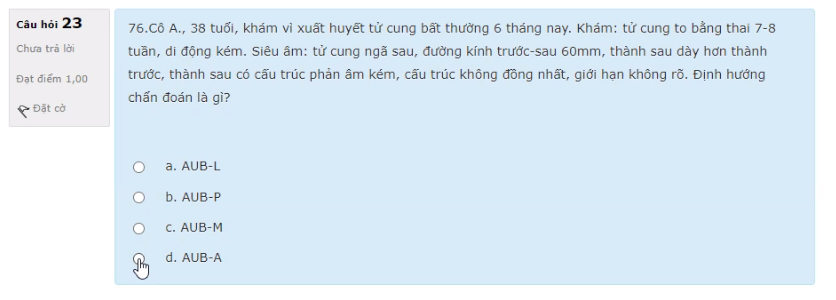 Câu hỏi 23
Chưa trả lời
Đạt điểm 1,00
Đặt cờ
76.Cô A., 38 tuổi, khám vì xuất huyết tử cung bất thường 6 tháng nay. Khám: tử cung to bằng thai 7-8
tuần, di động kém. Siêu âm: tử cung ngã sau, đường kính trước-sau 60mm, thành sau dày hơn thành
trước, thành sau có cấu trúc phản âm kém, cấu trúc không đồng nhất, giới hạn không rõ. Định hướng
chẩn đoán là gì?
a. AUB-L
b. AUB-P
c. AUB-M
d. AUB-A